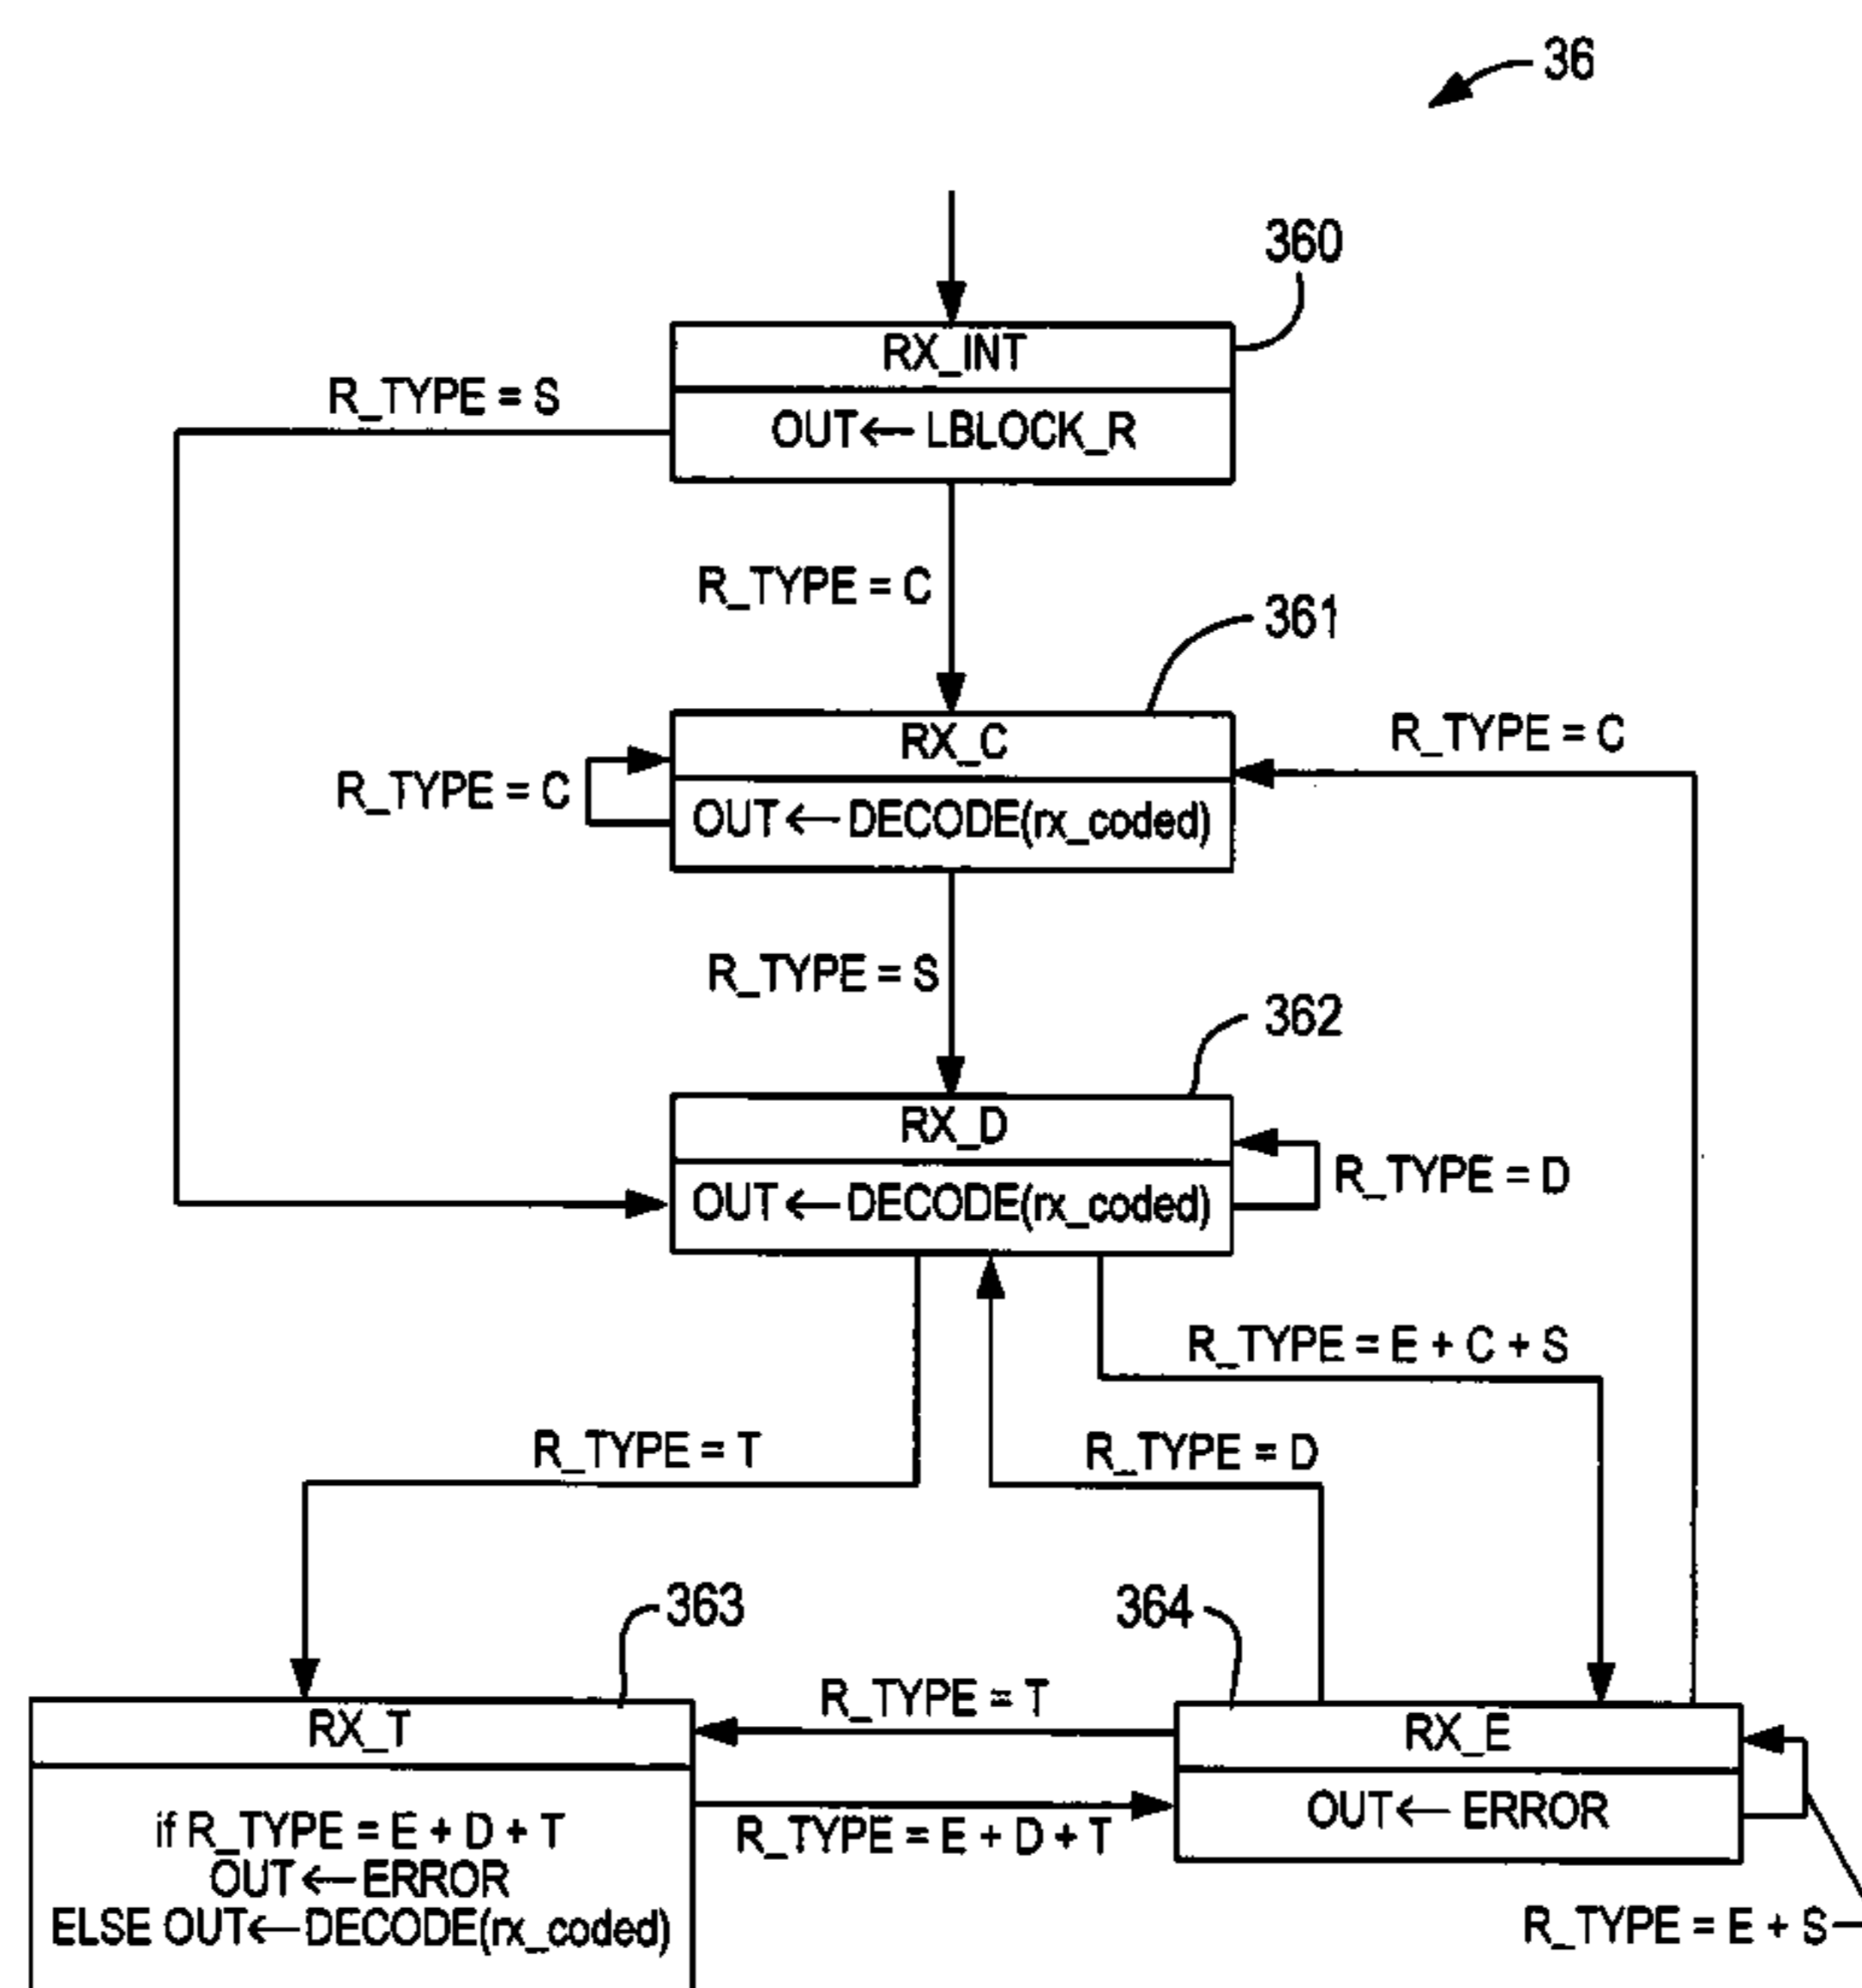 36
360
RX_INT
R_TYPE = S
OUT← LBLOCK_R
R_TYPE = C
361
RX_C
R_TYPE = C
R_TYPE = C
OUT←DECODE(rx_coded)
R_TYPE = S
362
RX_D
R_TYPE = D
OUT←DECODE(rx_coded)
R_TYPE = E + C + S
R_TYPE = T
R_TYPE = D
363
364
R_TYPE = T
RX_T
RX_E
OUT←ERROR
if R_TYPE = E + D + T
R_TYPE = E + D + T
OUT←ERROR
ELSE OUT←DECODE(rx_coded)
R_TYPE = E + S